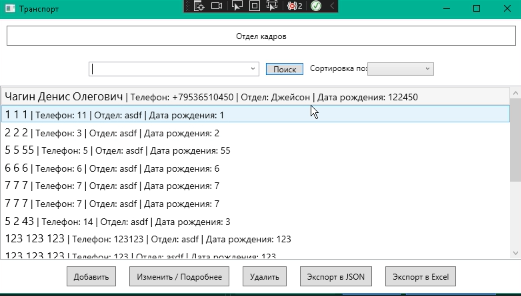 Транспорт
2
Отдел кадров
Поиск
Сортировка по:
Чагин Денис Олегович | Телефон: +79536510450 | Отдел: Джейсон | Дата рождения: 122450
1 1 1 | Телефон: 11 | Отдел: asdf | Дата рождения: 1
2 2 2 | Телефон: 3 | Отдел: asdf | Дата рождения: 2
5 5 55 | Телефон: 5 | Отдел: asdf | Дата рождения: 55
6 6 6 | Телефон: 6 | Отдел: asdf | Дата рождения: 6
7 7 7 | Телефон: 7 | Отдел: asdf | Дата рождения: 7
7 7 7 | Телефон: 7 | Отдел: asdf | Дата рождения: 7
5 2 43 | Телефон: 14 | Отдел: asdf | Дата рождения: 3
123 123 123 | Телефон: 123123 | Отдел: asdf | Дата рождения: 123
123 123 123 | Телефон: 123 | Отдел: asdf | Дата рождения: 123
Добавить
Изменить / Подробнее
Удалить
Экспорт в JSON
Экспорт в Excel